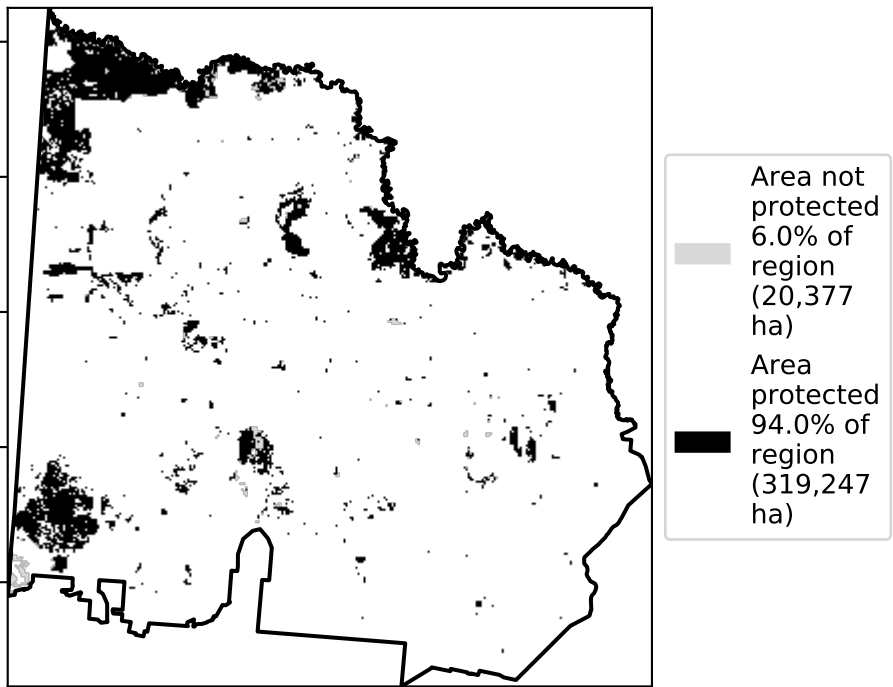 Area not
protected
6.0% of
region
(20,377
ha)
Area
protected
94.0% of
region
(319,247
ha)